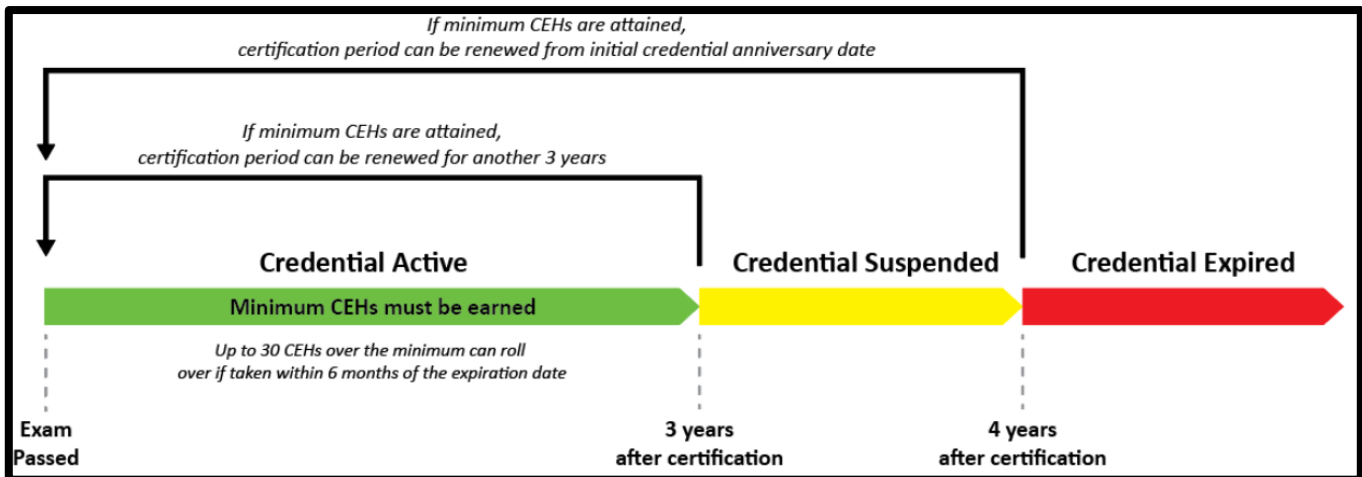 If minimum CEHs are attained,
certification period can be renewed from initial credential anniversary date
If minimum CEHs are attained,
certification period can be renewed for another 3 years
Credential Active
Credential Suspended
Credential Expired
Minimum CEHs must be earned
Up to 30 CEHs over the minimum can roll
over if taken within 6 months of the expiration date
Exam
Passed
3 years
after certification
4 years
after certification